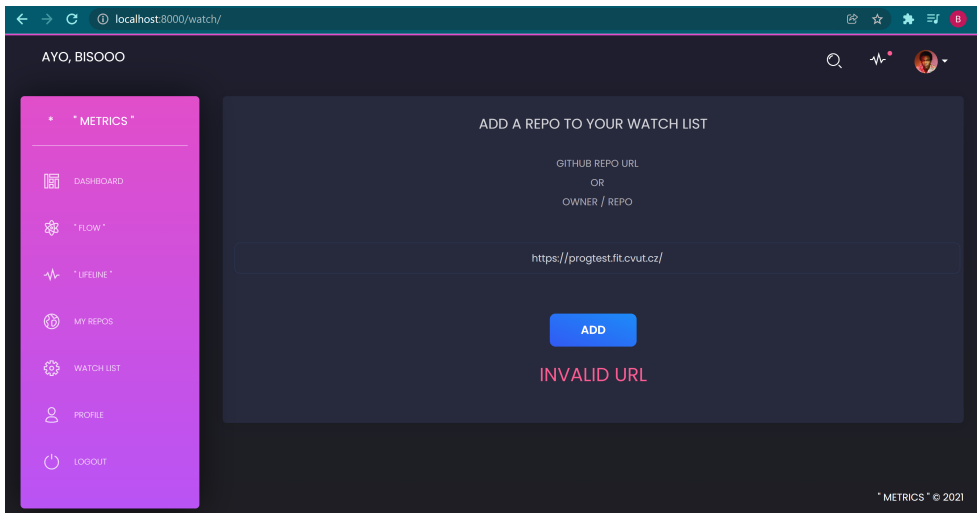 localhost:8000/watch/
B
AYO, BISOOO
* " METRICS "
DASHBOARD
" FLOW "
" LIFELINE "
MY REPOS
WATCH LIST
PROFILE
LOGOUT
ADD A REPO TO YOUR WATCH LIST
GITHUB REPO URL
OR
OWNER / REPO
https://progtest.fit.cvut.cz/
ADD
INVALID URL
" METRICS " © 2021